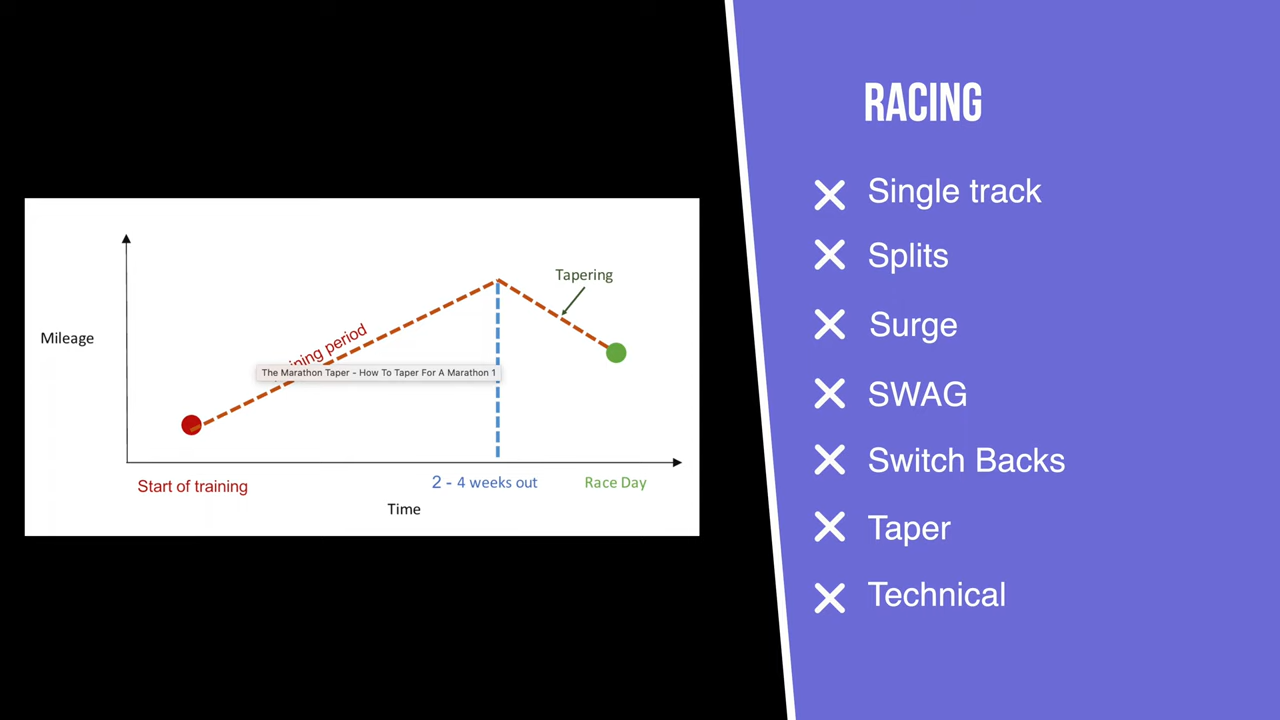 Tapering
Mileage
ining period
The Marathon Taper - How To Taper For A Marathon 1
Start of training
2 - 4 weeks out
Race Day
Time
RACING
Single track
Splits
Surge
SWAG
Switch Backs
Taper
Technical